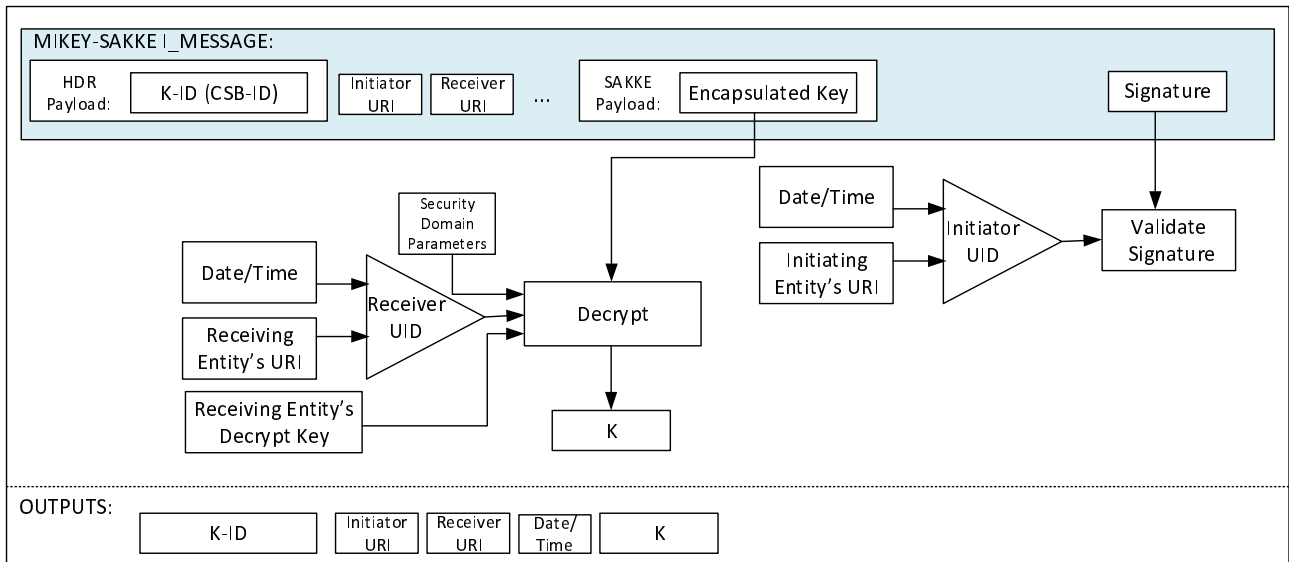 MIKEY-SAKKE I_MESSAGE:
HDR
Payload:
K-ID (CSB-ID)
Initiator
URI
Receiver
URI
...
SAKKE
Payload:
Encapsulated Key
Signature
Security
Domain
Parameters
Date/Time
Receiving
Entity’s URI
Receiver
UID
Receiving Entity’s
Decrypt Key
Decrypt
K
Date/Time
Initiating
Entity’s URI
Initiator
UID
Validate
Signature
OUTPUTS:
K-ID
Initiator
URI
Receiver
URI
Date/
Time
K